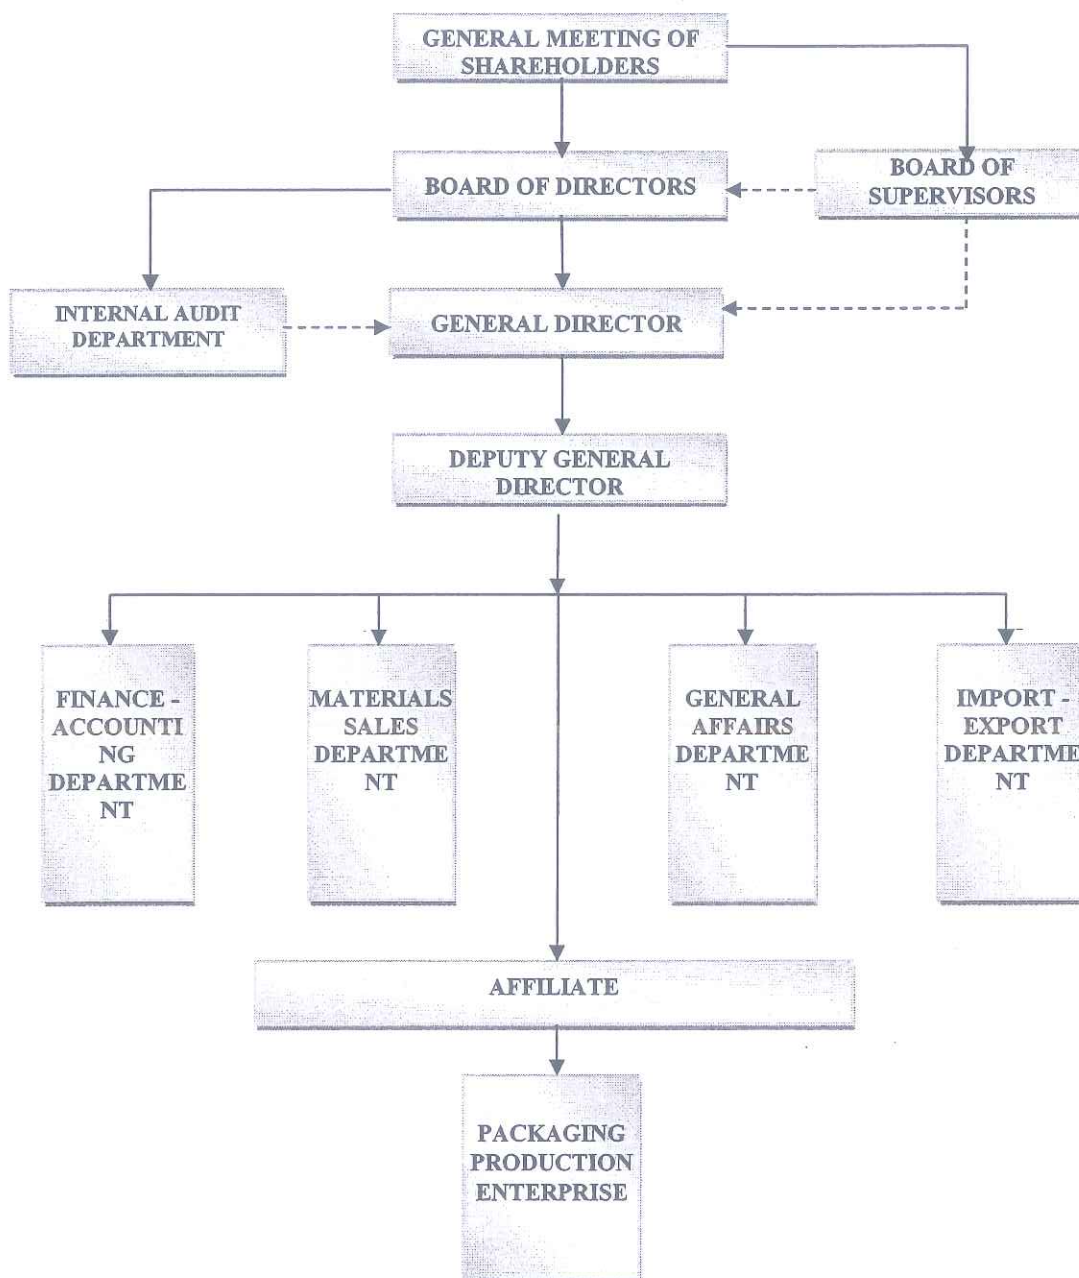 GENERAL MEETING OF
SHAREHOLDERS
BOARD OF DIRECTORS
BOARD OF
SUPERVISORS
INTERNAL AUDIT
DEPARTMENT
GENERAL DIRECTOR
DEPUTY GENERAL
DIRECTOR
FINANCE -
ACCOUNTI
NG
DEPARTME
NT
MATERIALS
SALES
DEPARTME
NT
GENERAL
AFFAIRS
DEPARTME
NT
IMPORT -
EXPORT
DEPARTME
NT
AFFILIATE
PACKAGING
PRODUCTION
ENTERPRISE